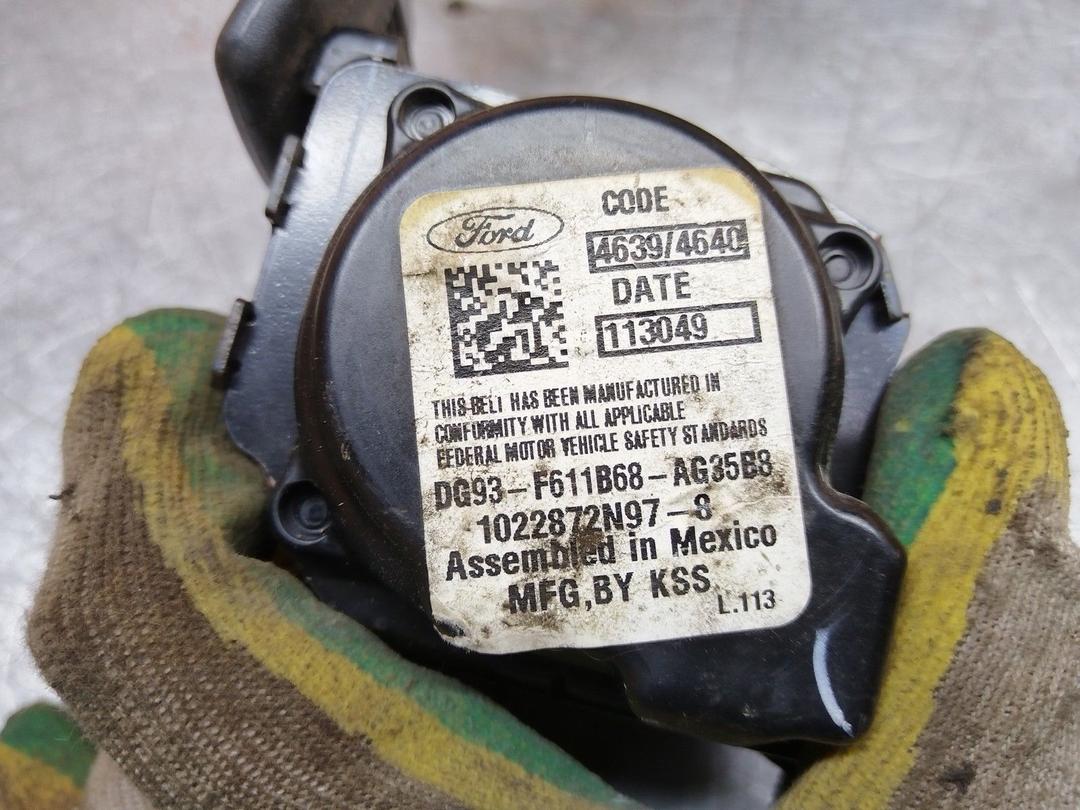 Ford
CODE
4639/4640
DATE
113049
THIS BELT HAS BEEN MANUFACTURED IN
CONFORMITY WITH ALL APPLICABLE
FEDERAL MOTOR VEHICLE SAFETY STANDARDS
DG93-F611B68-AG35B8
1022872N97-8
Assembled in Mexico
MFG,BY KSS
L.113